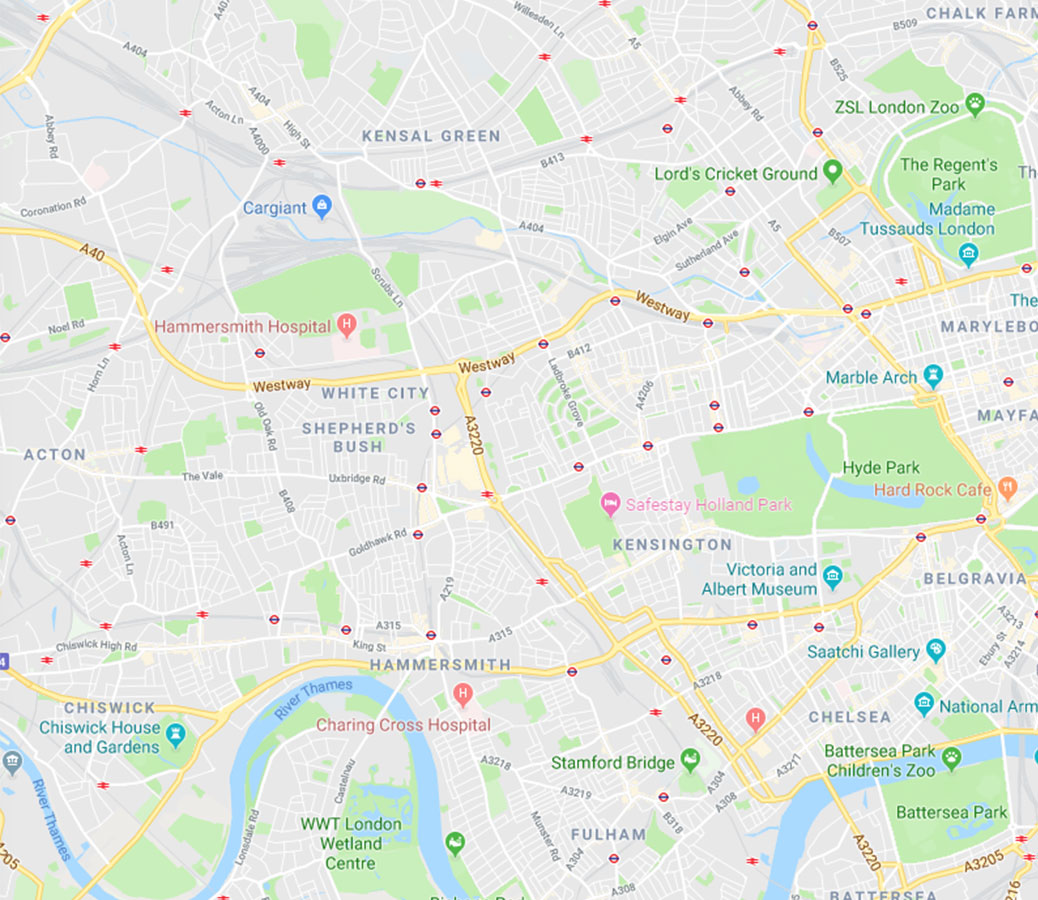 A407
Willesden Ln
CHALK FARM
B509
A404
A5
B525
Acton Ln
A404
High St
Abbey Rd
ZSL London Zoo
Abbey Rd
A4000
KENSAL GREEN
B413
Lord's Cricket Ground
The Regent's
Park
Th
Cargiant
Coronation Rd
A404
Elgin Ave
A5
B507
Madame
Tussauds London
A40
Sutherland Ave
Scrubs Ln
Westway
The
Noel Rd
Hammersmith Hospital
H
MARYLEBO
Horn Ln
B412
Westway
Westway
Marble Arch
WHITE CITY
Ladbroke Grove
A4206
Old Oak Rd
SHEPHERD'S
BUSH
A3220
MAYFA
ACTON
The Vale
Uxbridge Rd
Hyde Park
Hard Rock Cafe
B408
Safestay Holland Park
B491
Acton Ln
Goldhawk Rd
KENSINGTON
Victoria and
Albert Museum
BELGRAVIA
A219
A315
A315
A3213
Chiswick High Rd
King St
Ebury St
A3214
Saatchi Gallery
4
HAMMERSMITH
A3218
River Thames
H
CHISWICK
Chiswick House
and Gardens
Charing Cross Hospital
H
A3220
CHELSEA
National Arm
Battersea Park
Children's Zoo
A3218
Stamford Bridge
A3211
Castelnau
A304
A3219
A308
River Thames
Lonsdale Rd
WWT London
Wetland
Centre
Munster Rd
FULHAM
B318
Battersea Park
A304
A3220
A3205
A308
BATTERSEA